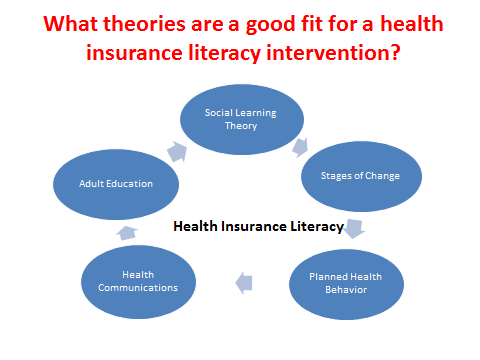 What theories are a good fit for a health
insurance literacy intervention?
Social Learning
Theory
Stages of Change
Planned Health
Behavior
Health
Communications
Adult Education
Health Insurance Literacy